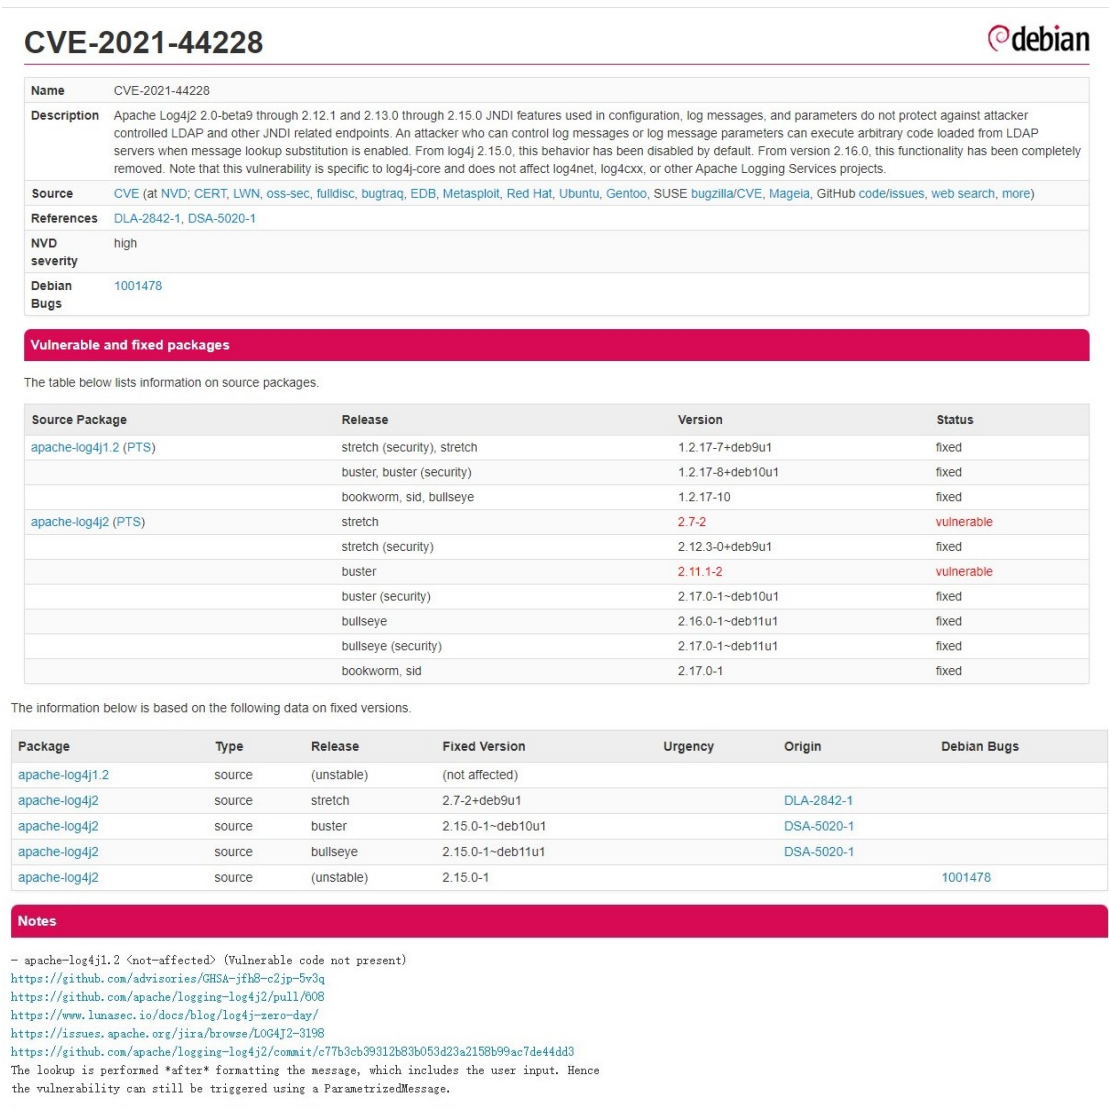 CVE-2021-44228
debian
Name CVE-2021-44228
Description Apache Log4j2 2.0-beta9 through 2.12.1 and 2.13.0 through 2.15.0 JNDI features used in configuration, log messages, and parameters do not protect against attacker
controlled LDAP and other JNDI related endpoints. An attacker who can control log messages or log message parameters can execute arbitrary code loaded from LDAP
servers when message lookup substitution is enabled. From log4j 2.15.0, this behavior has been disabled by default. From version 2.16.0, this functionality has been completely
removed. Note that this vulnerability is specific to log4j-core and does not affect log4net, log4cxx, or other Apache Logging Services projects.
Source CVE (at NVD; CERT, LWN, oss-sec, fulldisc, bugtraq, EDB, Metasploit, Red Hat, Ubuntu, Gentoo, SUSE bugzilla/CVE, Mageia, GitHub code/issues, web search, more)
References DLA-2842-1, DSA-5020-1
NVD high
severity
Debian 1001478
Bugs
Vulnerable and fixed packages
The table below lists information on source packages.
Source Package Release Version Status
apache-log4j1.2 (PTS) stretch (security), stretch 1.2.17-7+deb9u1 fixed
buster, buster (security) 1.2.17-8+deb10u1 fixed
bookworm, sid, bullseye 1.2.17-10 fixed
apache-log4j2 (PTS) stretch 2.7-2 vulnerable
stretch (security) 2.12.3-0+deb9u1 fixed
buster 2.11.1-2 vulnerable
buster (security) 2.17.0-1~deb10u1 fixed
bullseye 2.16.0-1~deb11u1 fixed
bullseye (security) 2.17.0-1~deb11u1 fixed
bookworm, sid 2.17.0-1 fixed
The information below is based on the following data on fixed versions.
Package Type Release Fixed Version Urgency Origin Debian Bugs
apache-log4j1.2 source (unstable) (not affected)
apache-log4j2 source stretch 2.7-2+deb9u1 DLA-2842-1
apache-log4j2 source buster 2.15.0-1~deb10u1 DSA-5020-1
apache-log4j2 source bullseye 2.15.0-1~deb11u1 DSA-5020-1
apache-log4j2 source (unstable) 2.15.0-1 1001478
Notes
- apache-log4j1.2 <not-affected> (Vulnerable code not present)
https://github.com/advisories/GHSA-jfh8-c2jp-5v3q
https://github.com/apache/logging-log4j2/pull/608
https://www.lunasec.io/docs/blog/log4j-zero-day/
https://issues.apache.org/jira/browse/LOG4J2-3198
https://github.com/apache/logging-log4j2/commit/c77b3cb39312b83b053d23a2158b99ac7de44dd3
The lookup is performed *after* formatting the message, which includes the user input. Hence
the vulnerability can still be triggered using a ParametrizedMessage.